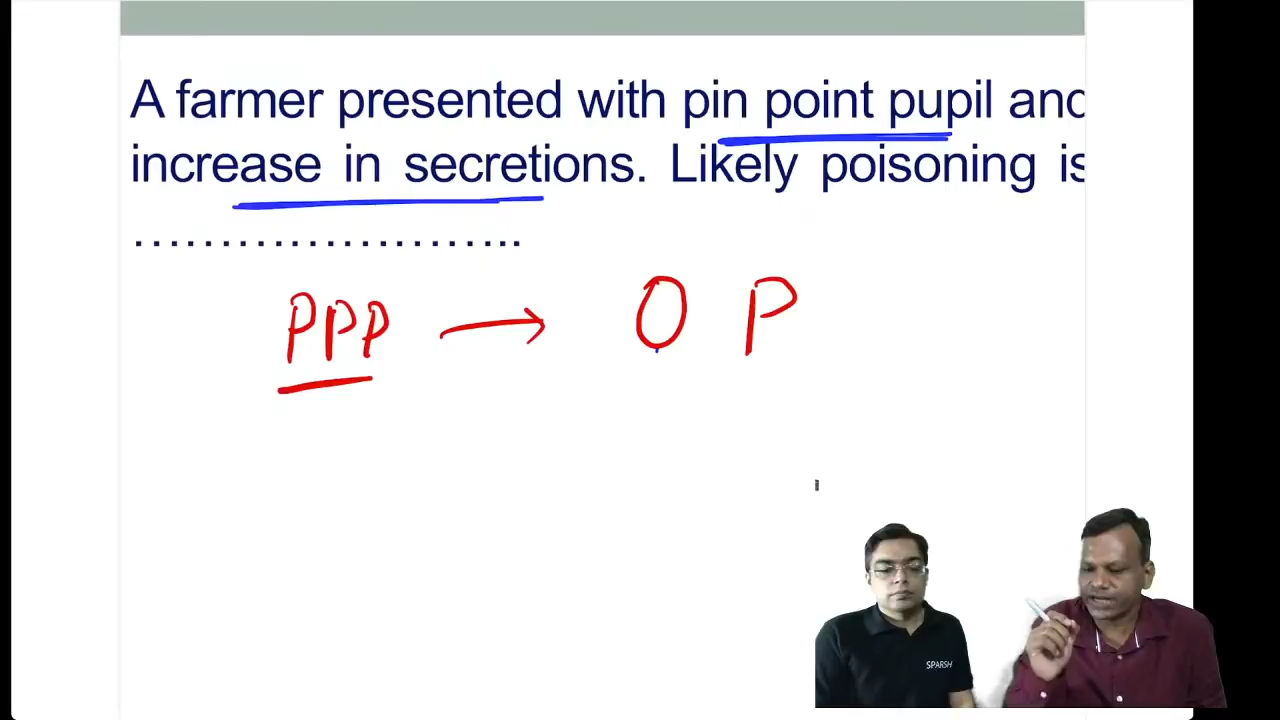 A farmer presented with pin point pupil and
increase in secretions. Likely poisoning is
……………………..
PPP → O P
SPARSH